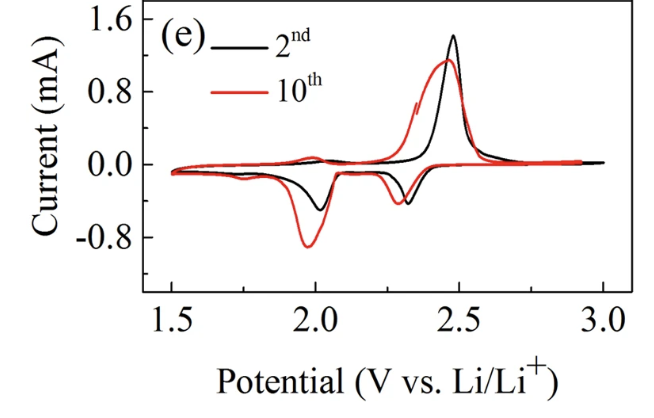 (e)
2nd
10th
1.6
0.8
0.0
-0.8
Current (mA)
1.5 2.0 2.5 3.0
Potential (V vs. Li/Li+)